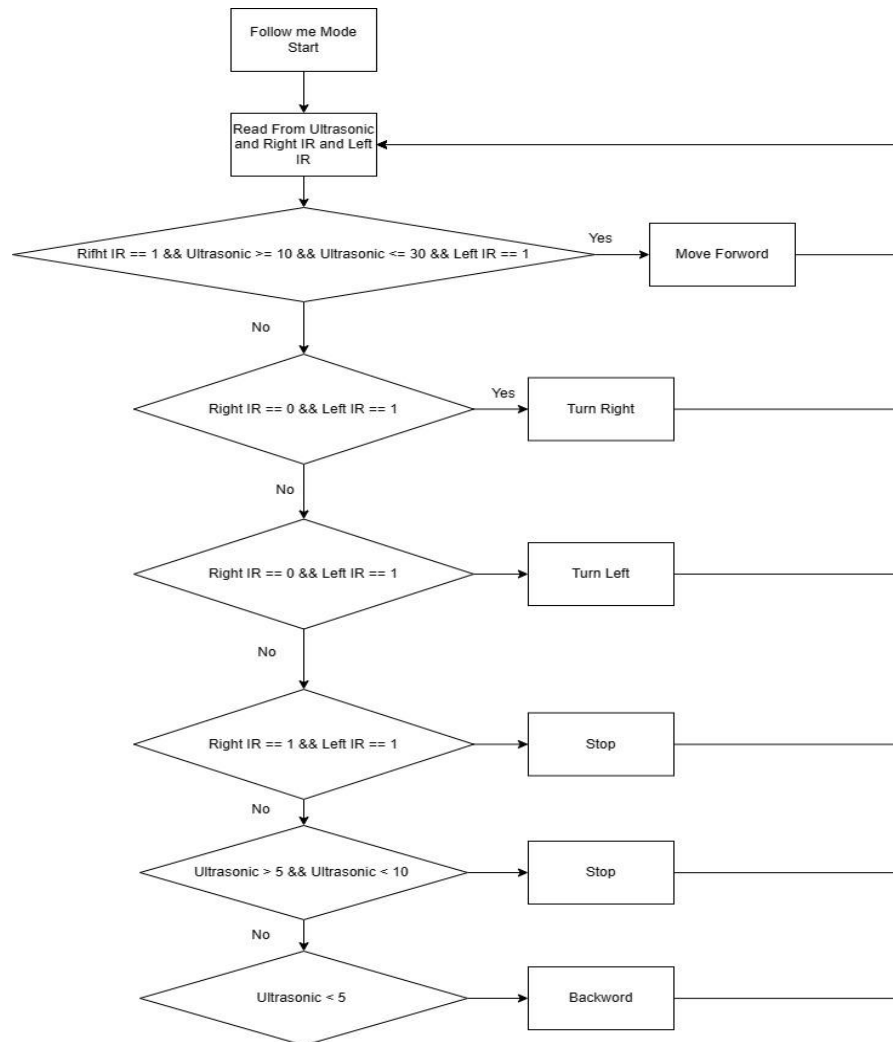 Follow me Mode
Start
Read From Ultrasonic
and Right IR and Left
IR
Rifht IR == 1 && Ultrasonic >= 10 && Ultrasonic <= 30 && Left IR == 1
Yes
Move Forword
No
Right IR == 0 && Left IR == 1
Yes
Turn Right
No
Right IR == 0 && Left IR == 1
Turn Left
No
Right IR == 1 && Left IR == 1
Stop
No
Ultrasonic > 5 && Ultrasonic < 10
Stop
No
Ultrasonic < 5
Backword